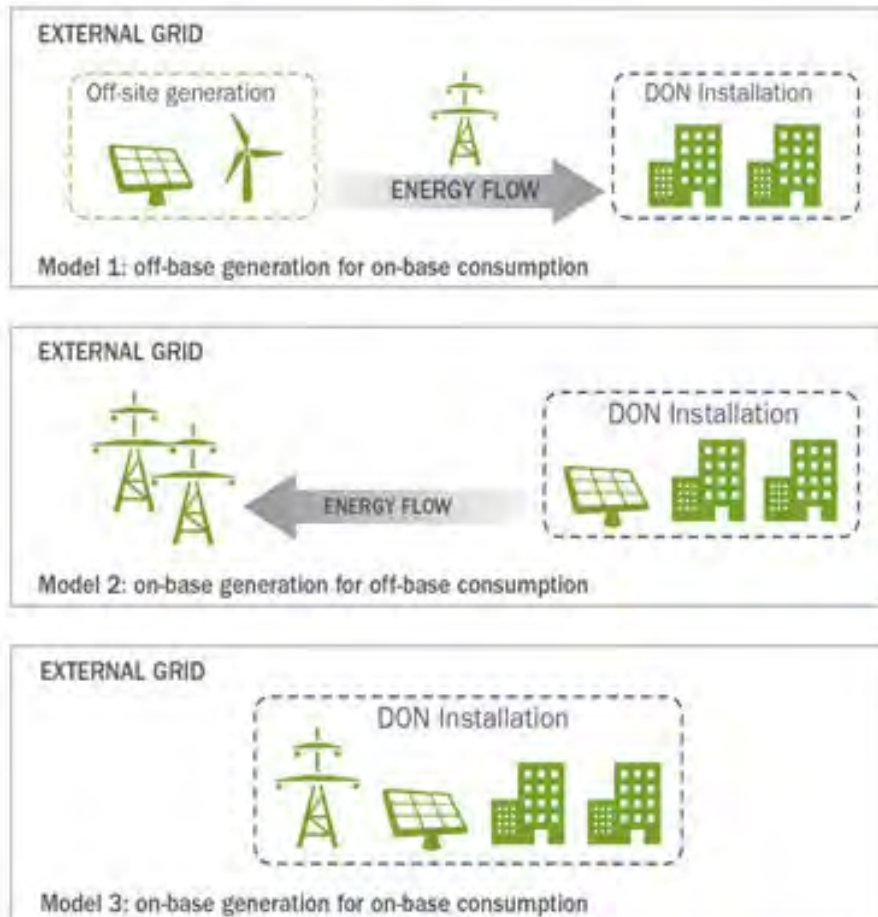 EXTERNAL GRID
Off-site generation
DON Installation
ENERGY FLOW
Model 1: off-base generation for on-base consumption
EXTERNAL GRID
DON Installation
ENERGY FLOW
Model 2: on-base generation for off-base consumption
EXTERNAL GRID
DON Installation
Model 3: on-base generation for on-base consumption